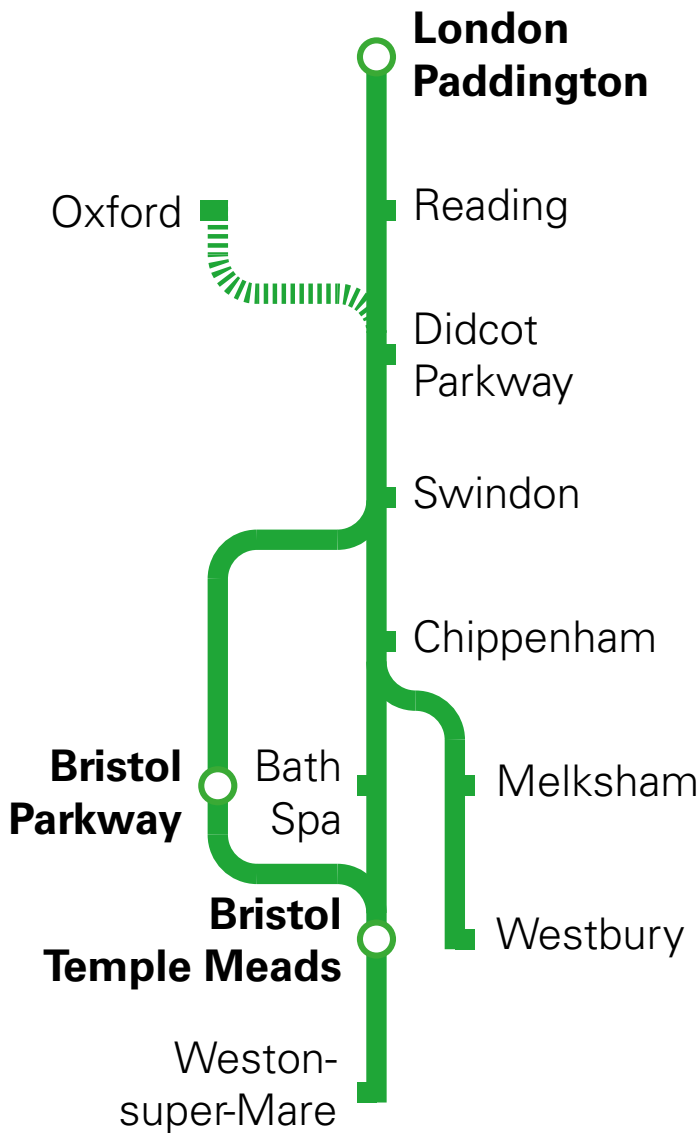 London
Paddington
Oxford
Reading
Didcot
Parkway
Swindon
Chippenham
Bristol
Parkway
Bath
Spa
Melksham
Bristol
Temple Meads
Westbury
Weston-
super-Mare